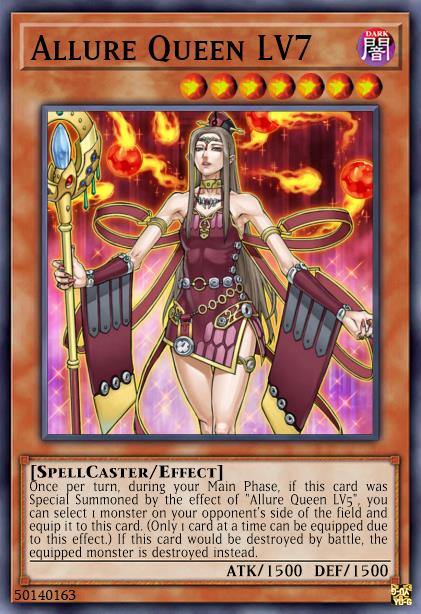 Allure Queen LV7
DARK
闇
[SpellCaster/Effect]
Once per turn, during your Main Phase, if this card was
Special Summoned by the effect of "Allure Queen LV5", you
can select 1 monster on your opponent's side of the field and
equip it to this card. (Only 1 card at a time can be equipped due
to this effect.) If this card would be destroyed by battle, the
equipped monster is destroyed instead.
ATK/1500 DEF/1500
50140163